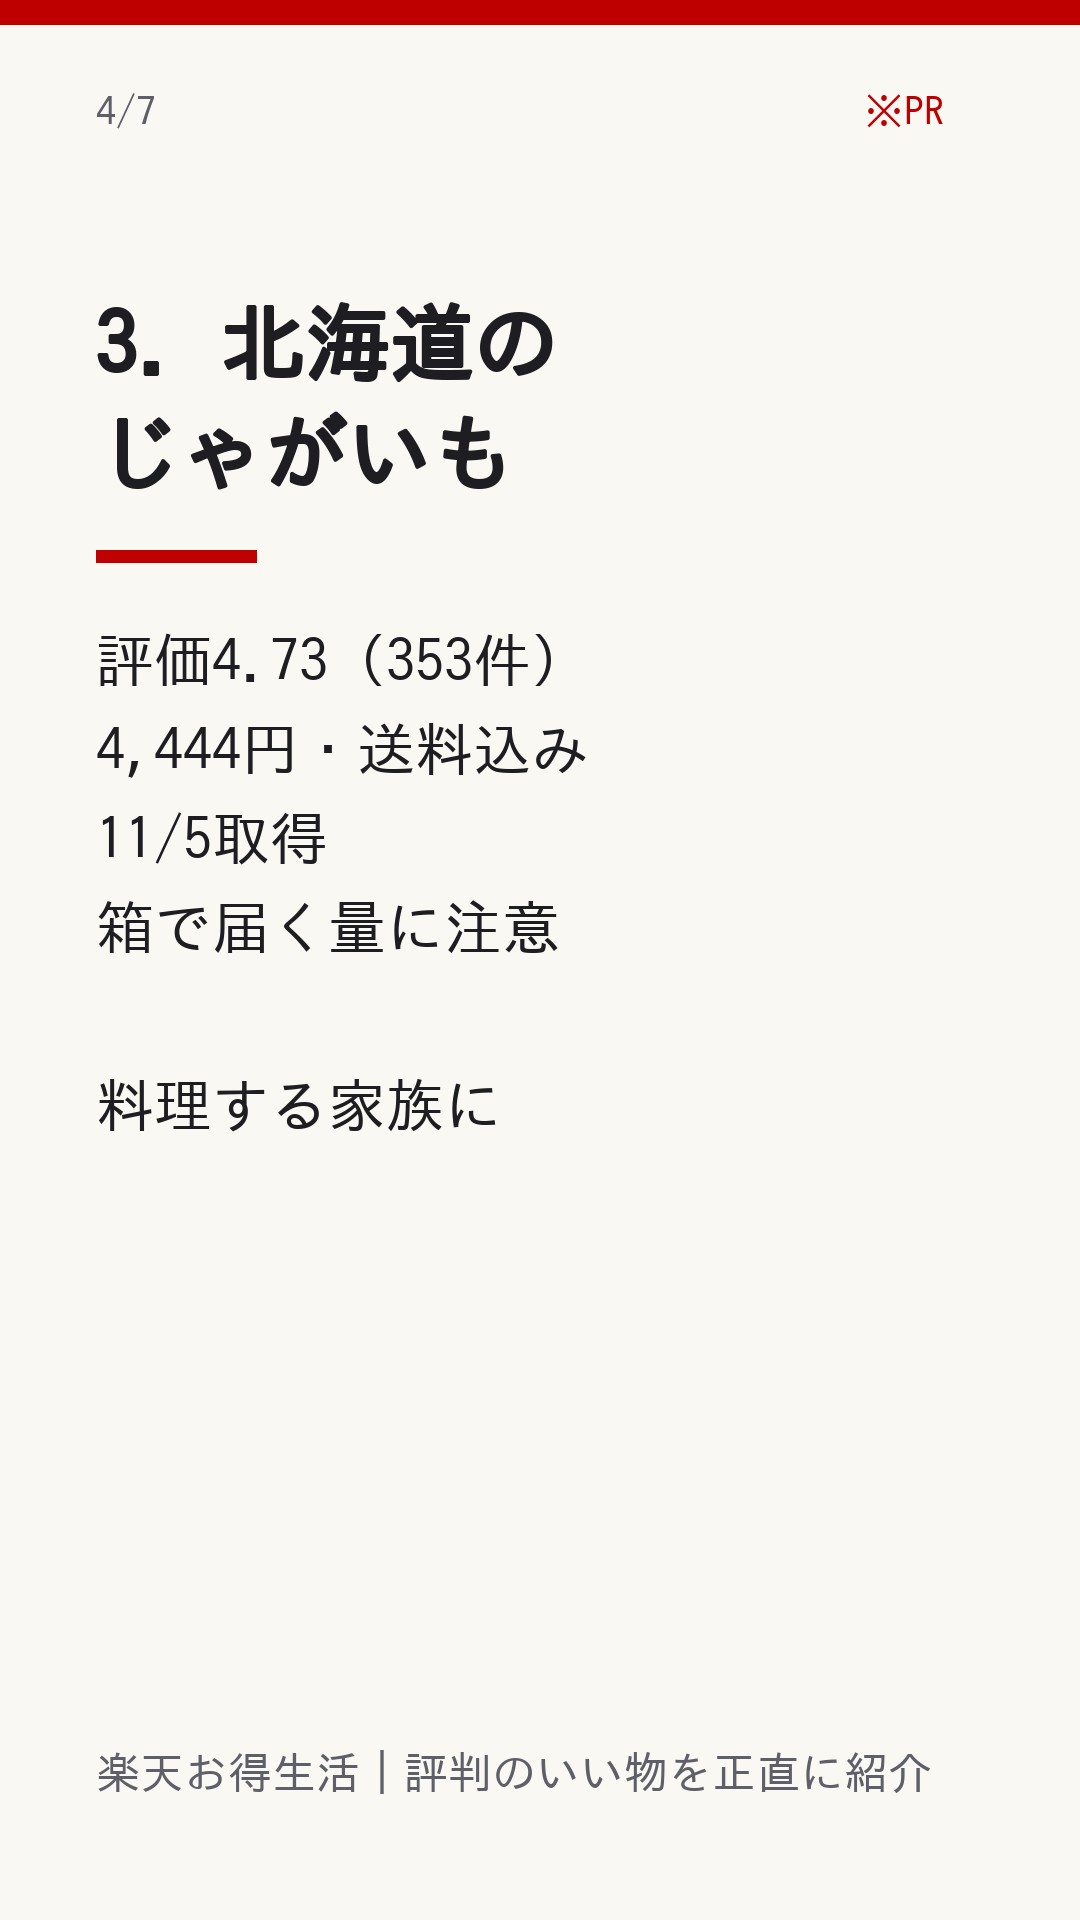 4/7
※PR
3. 北海道の
じゃがいも
評価4.73（353件）
4,444円・送料込み
11/5取得
箱で届く量に注意
料理する家族に
楽天お得生活｜評判のいい物を正直に紹介